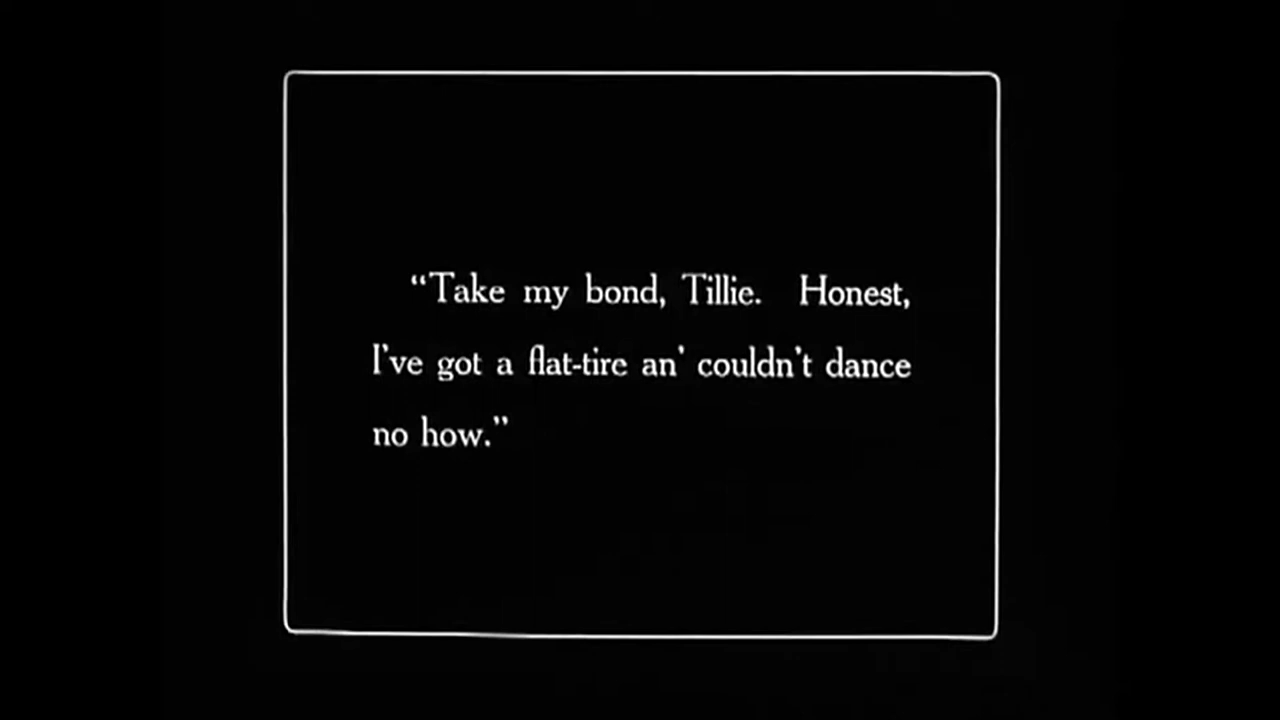 “Take my bond, Tillie. Honest,
I’ve got a flat-tire an’ couldn’t dance
no how.”